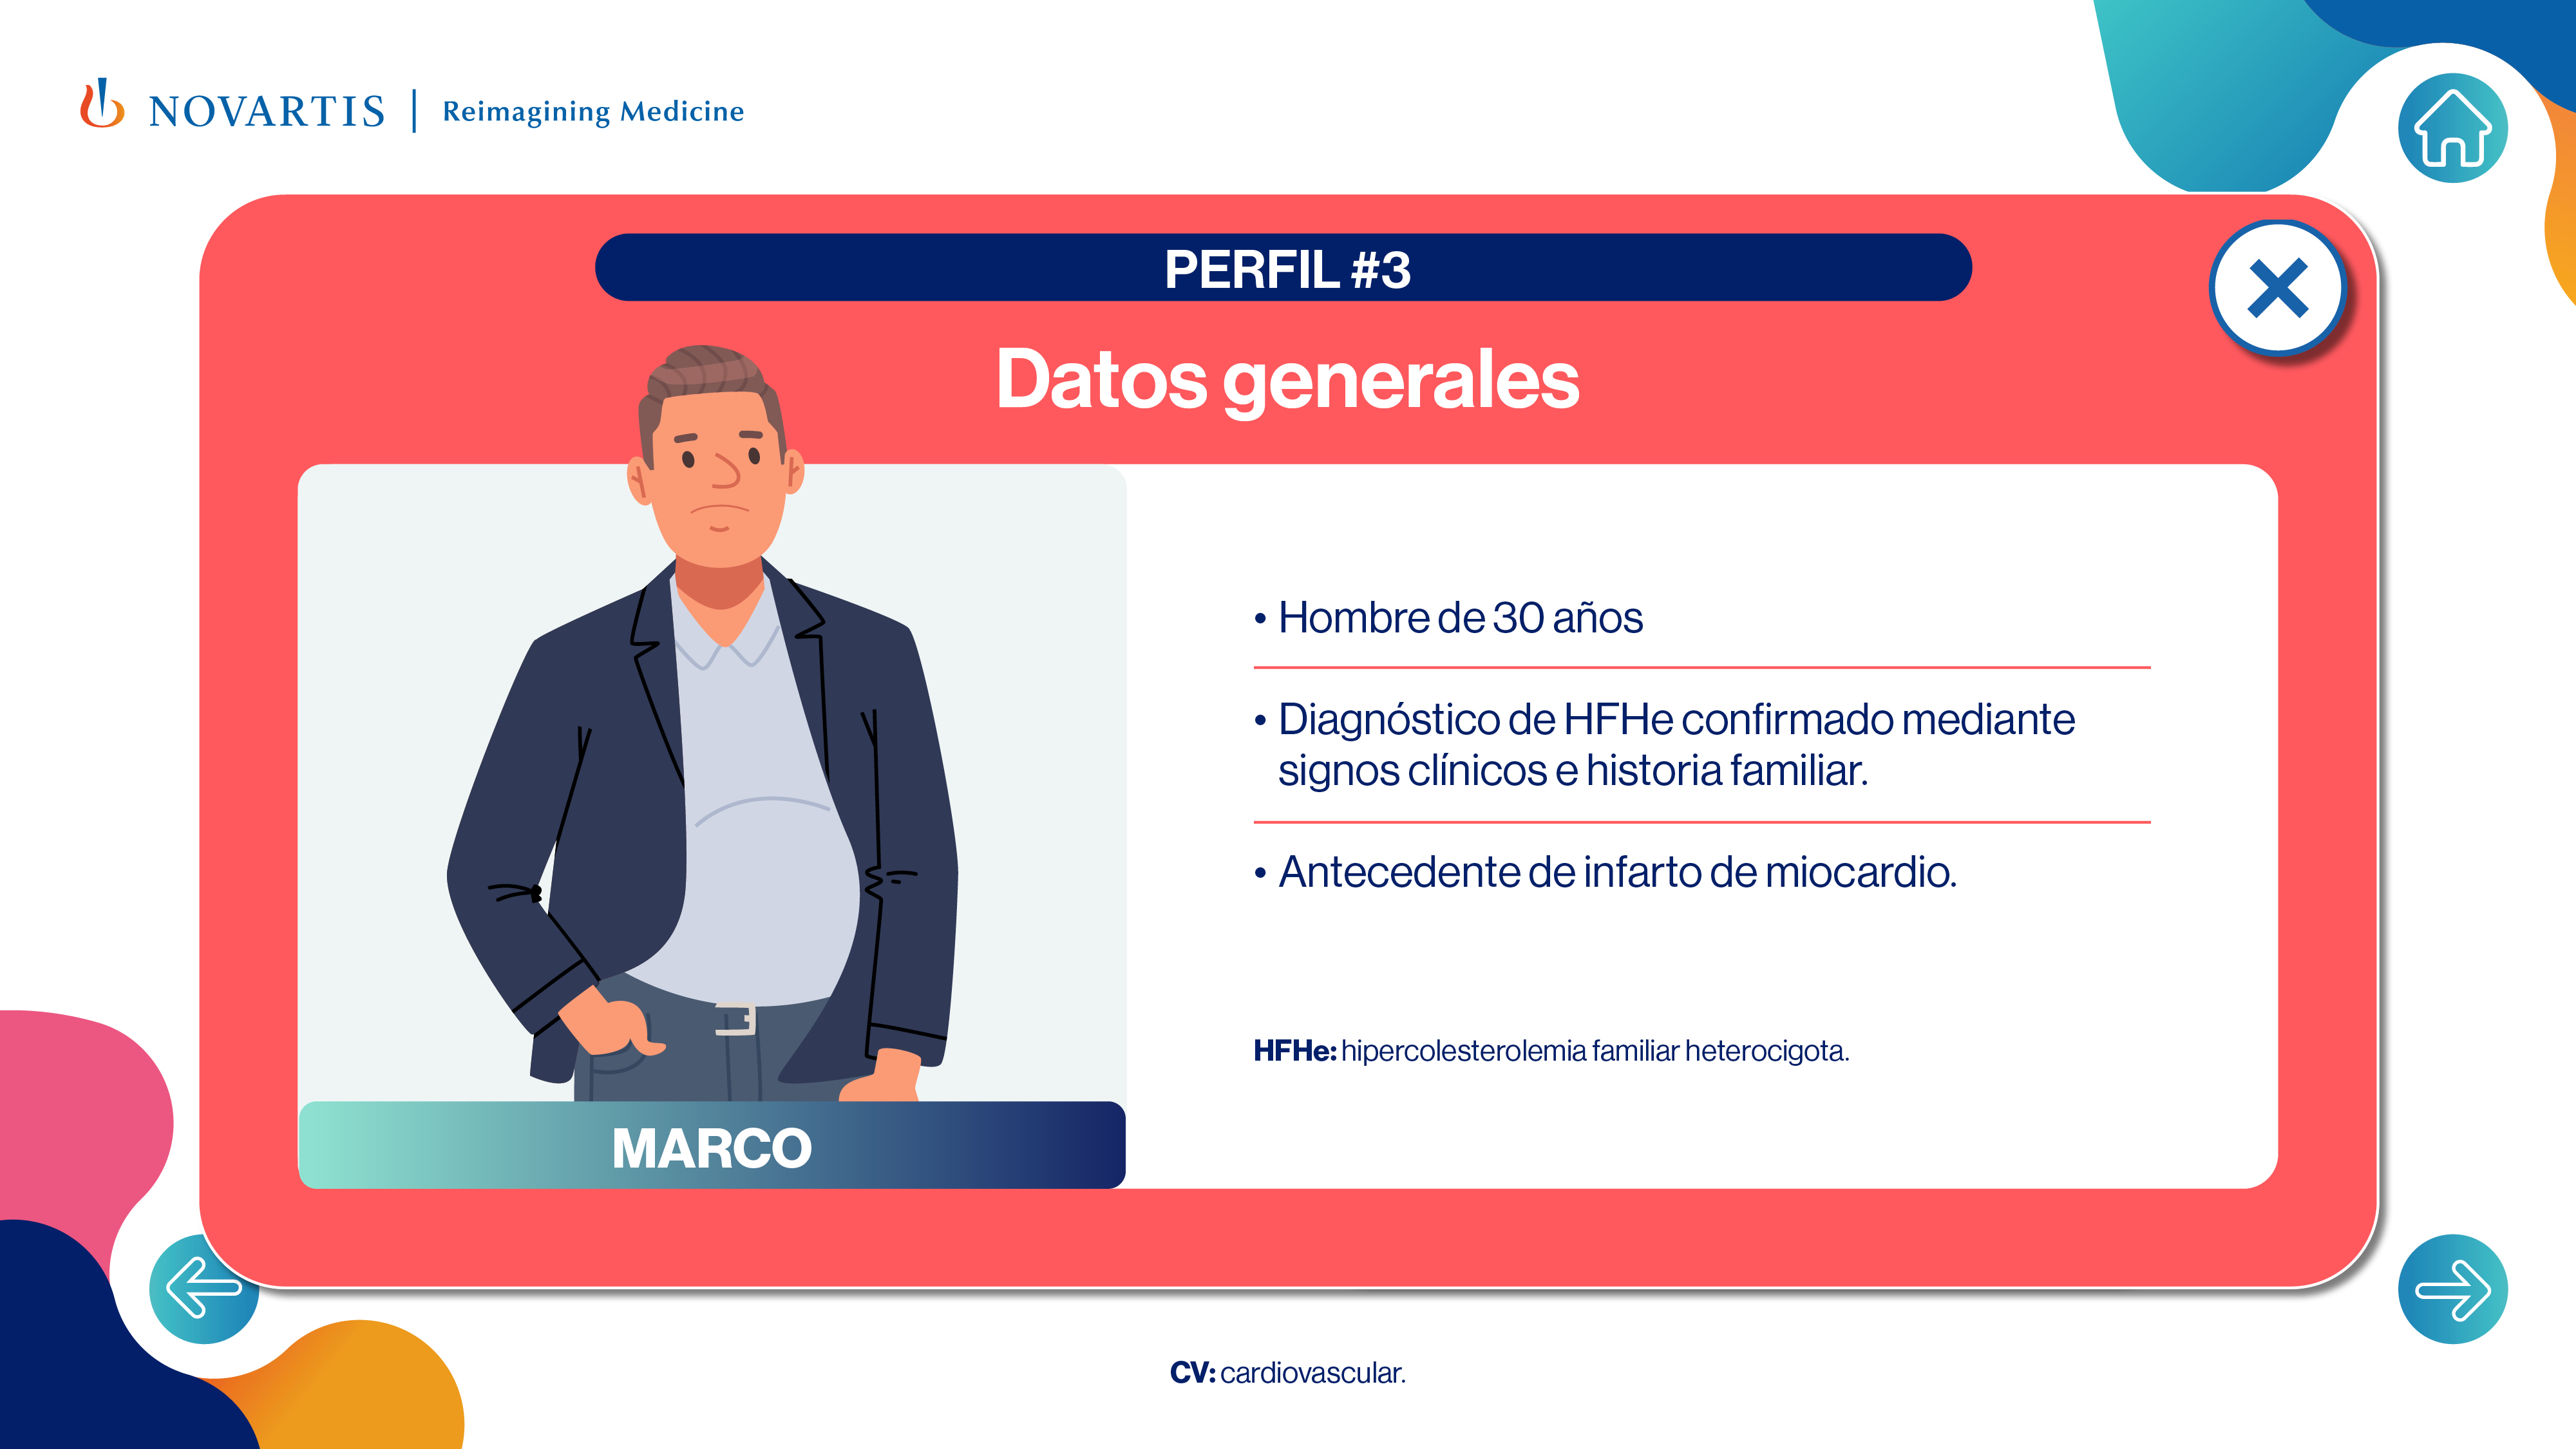 NOVARTIS | Reimagining Medicine
PERFIL #3
Datos generales
• Hombre de 30 años
• Diagnóstico de HFHe confirmado mediante
signos clínicos e historia familiar.
• Antecedente de infarto de miocardio.
HFHe: hipercolesterolemia familiar heterocigota.
MARCO
CV: cardiovascular.